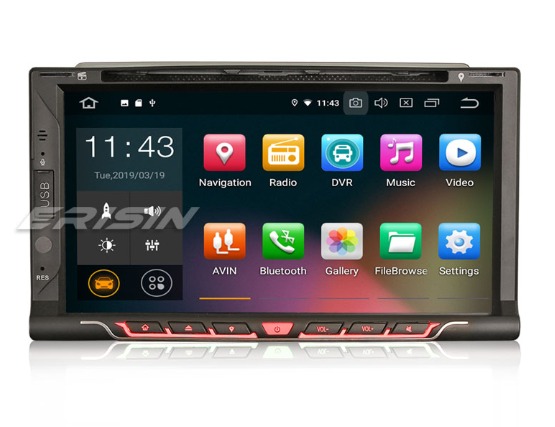 11:43
11:43
Tue,2019/03/19
Navigation
Radio
DVR
Music
Video
AVIN
Bluetooth
Gallery
FileBrowse
Settings
USB
RES
ERISIN
VOL-
VOL+